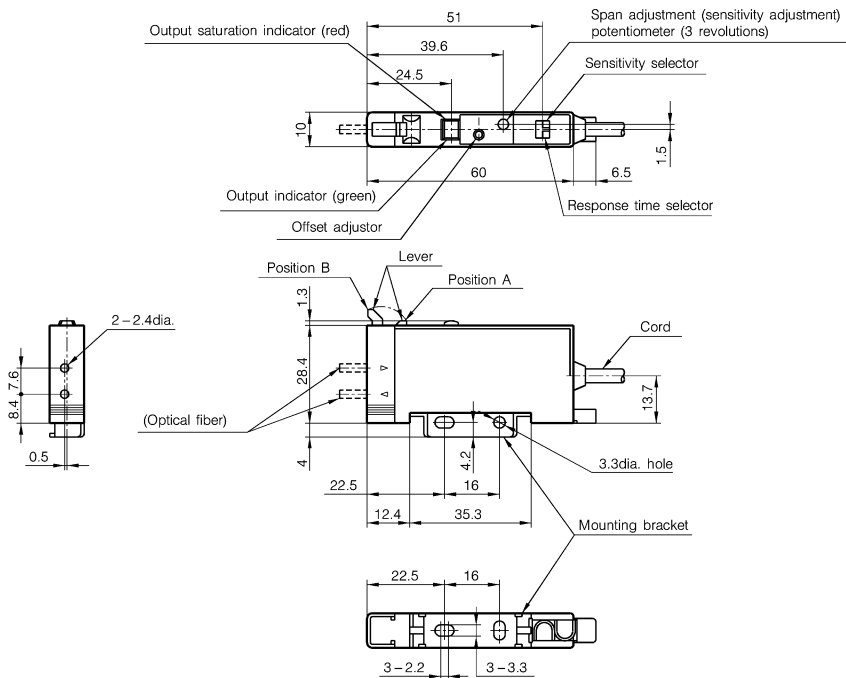 51
Span adjustment (sensitivity adjustment)
potentiometer (3 revolutions)
Output saturation indicator (red)
39.6
Sensitivity selector
24.5
10
1.5
60
6.5
Output indicator (green)
Response time selector
Offset adjustor
Lever
Position B
Position A
1.3
2−2.4dia.
Cord
28.4
7.6
8.4
13.7
(Optical fiber)
4
4.2
0.5
3.3dia. hole
22.5
16
12.4
35.3
Mounting bracket
22.5
16
3−2.2
3−3.3